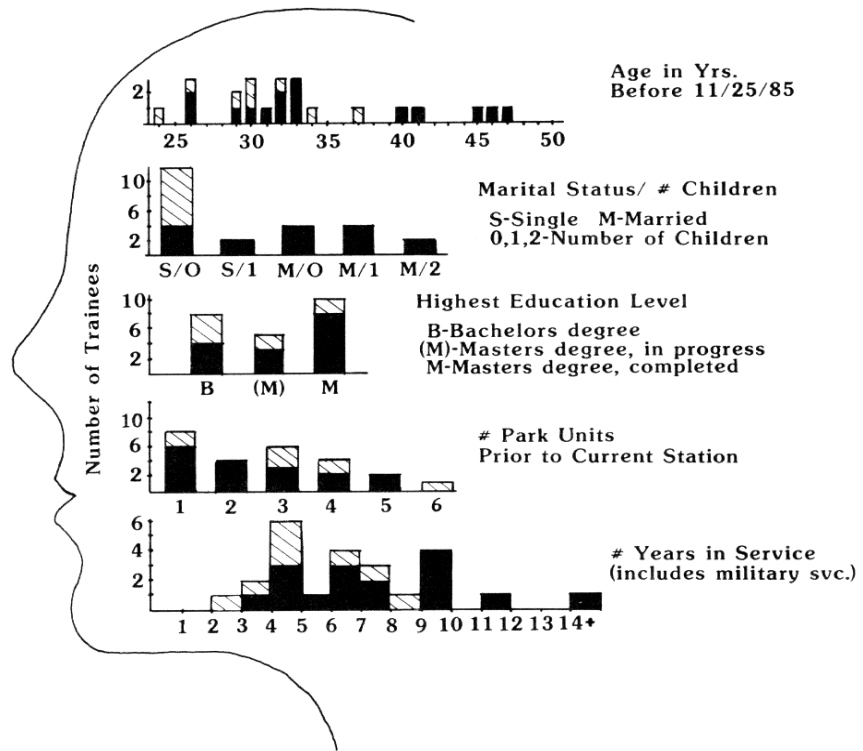 Age in Yrs.
Before 11/25/85
2
25 30 35 40 45 50
Marital Status/ # Children
S-Single M-Married
0,1,2-Number of Children
10
6
2
S/O S/1 M/O M/1 M/2
Number of Trainees
Highest Education Level
B-Bachelors degree
(M)-Masters degree, in progress
M-Masters degree, completed
10
6
2
B (M) M
# Park Units
Prior to Current Station
10
6
2
1 2 3 4 5 6
# Years in Service
(includes military svc.)
6
4
2
1 2 3 4 5 6 7 8 9 10 11 12 13 14+